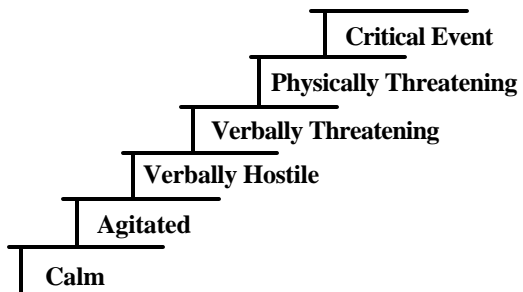 Critical Event
Physically Threatening
Verbally Threatening
Verbally Hostile
Agitated
Calm